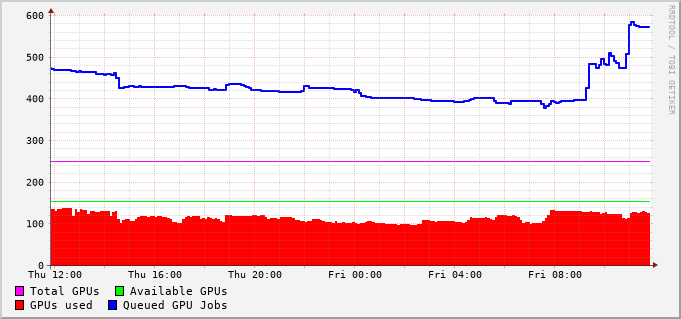 600
500
400
300
200
100
0
Thu 12:00 Thu 16:00 Thu 20:00 Fri 00:00 Fri 04:00 Fri 08:00
Total GPUs Available GPUs
GPUs used Queued GPU Jobs
RRDTOOL / TOBI OETIKER